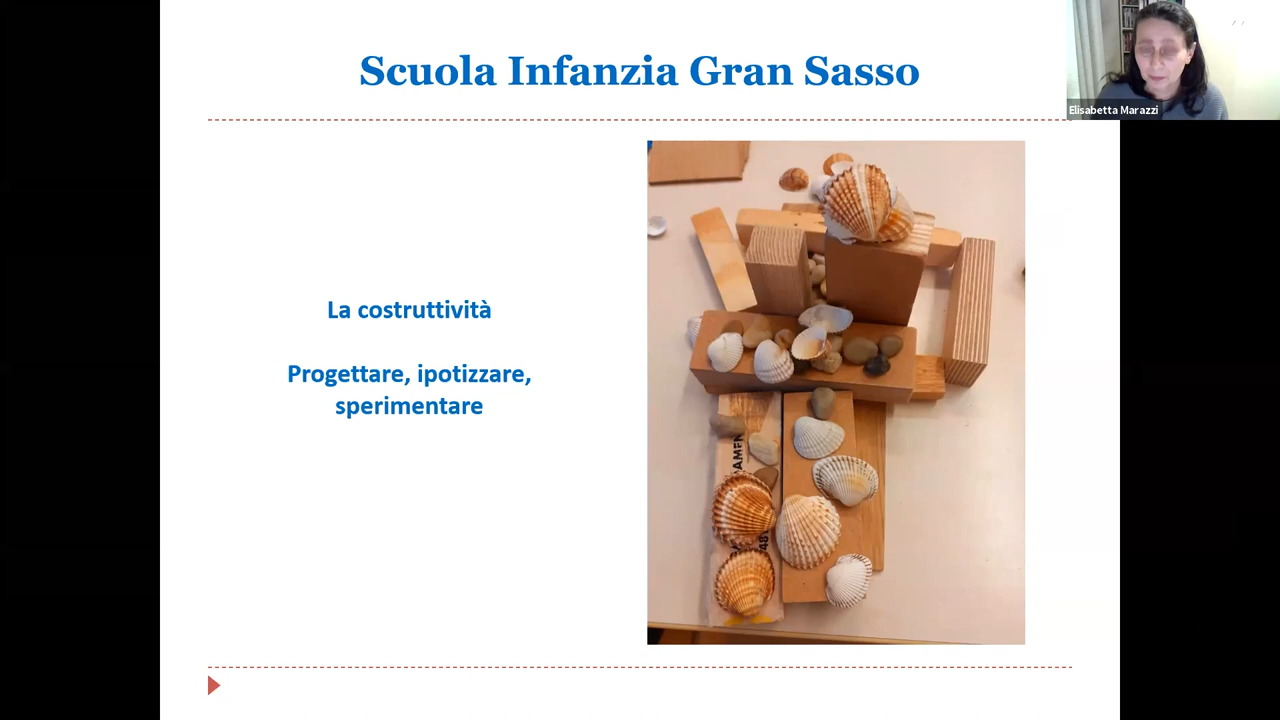 Scuola Infanzia Gran Sasso
Elisabetta Marazzi
La costruttività
Progettare, ipotizzare,
sperimentare